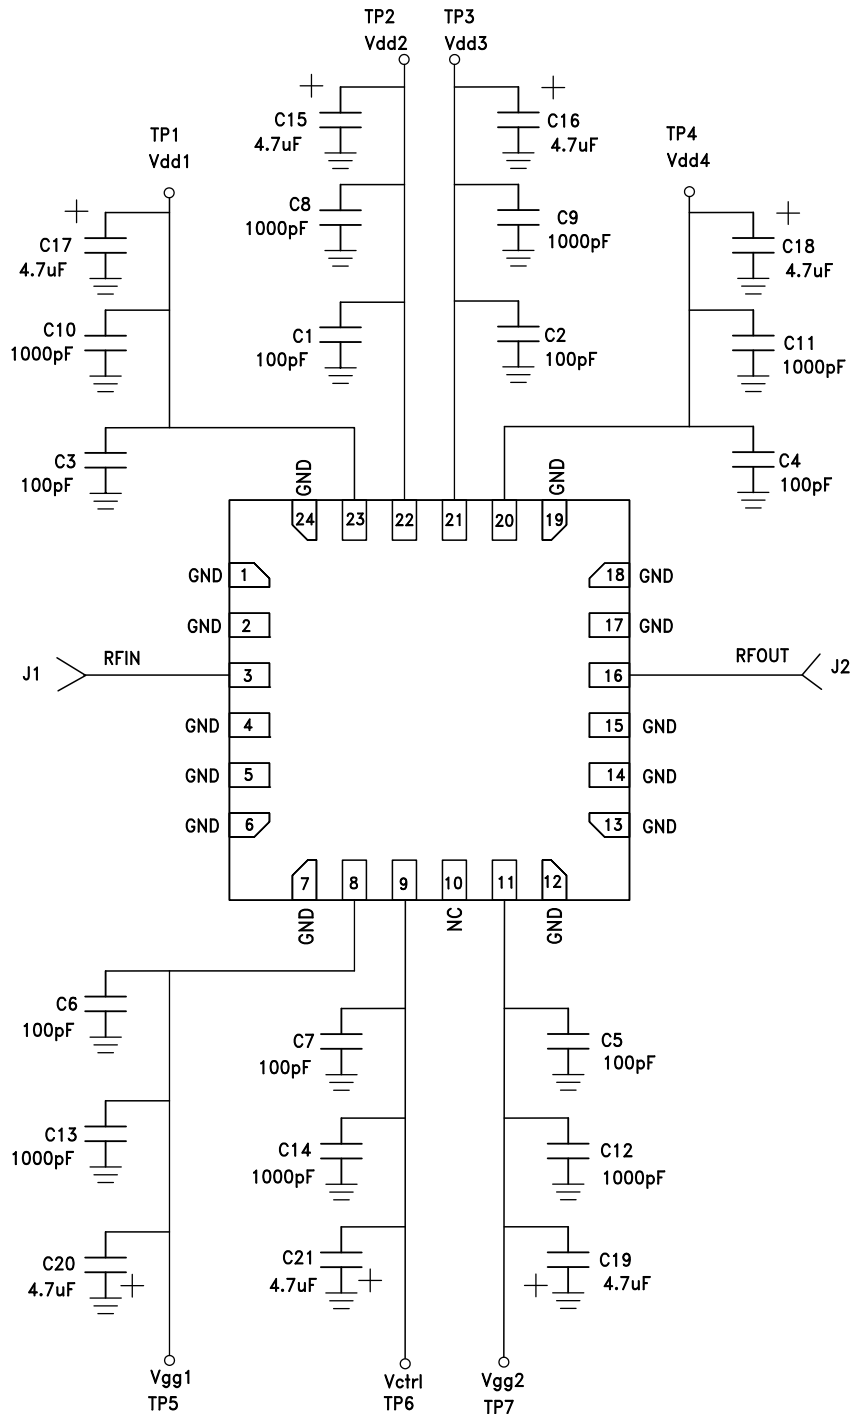 TP2
Vdd2
TP3
Vdd3
C15
4.7uF
C16
4.7uF
TP1
Vdd1
TP4
Vdd4
C8
1000pF
C9
1000pF
C17
4.7uF
C18
4.7uF
C10
1000pF
C1
100pF
C2
100pF
C11
1000pF
C3
100pF
C4
100pF
GND
GND
24
23
22
21
20
19
GND
1
18
GND
GND
2
17
GND
J1
RFIN
3
16
RFOUT
J2
GND
4
15
GND
GND
5
14
GND
GND
6
13
GND
7
8
9
10
11
12
GND
NC
GND
C6
100pF
C7
100pF
C5
100pF
C13
1000pF
C14
1000pF
C12
1000pF
C20
4.7uF
C21
4.7uF
C19
4.7uF
Vgg1
TP5
Vctrl
TP6
Vgg2
TP7